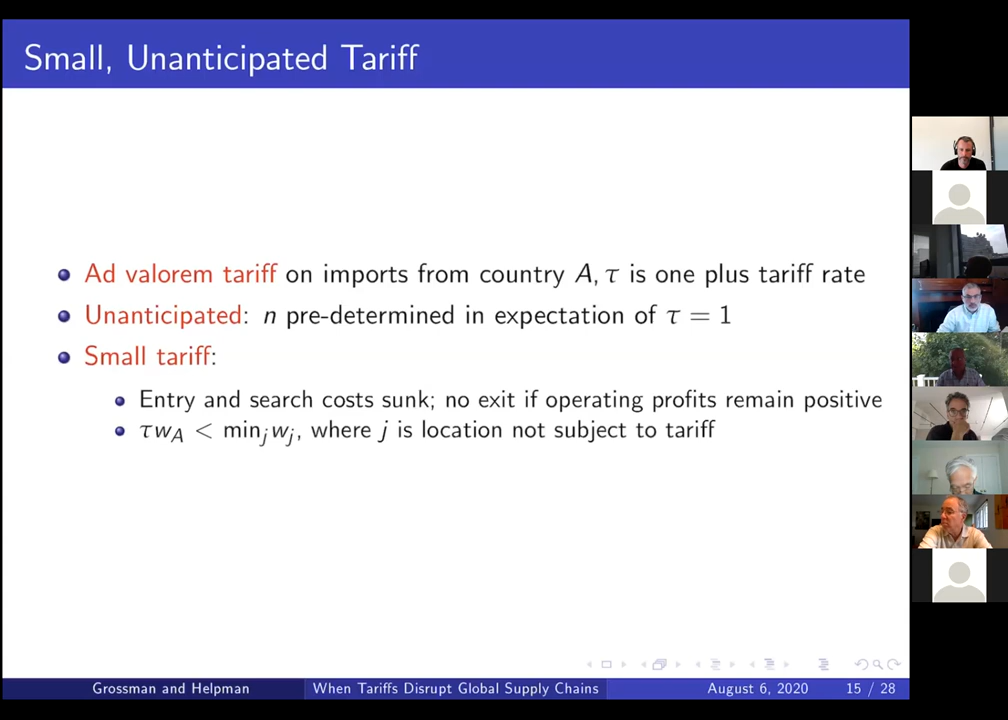 Small, Unanticipated Tariff
Ad valorem tariff on imports from country A, τ is one plus tariff rate
Unanticipated: n pre-determined in expectation of τ = 1
Small tariff:
Entry and search costs sunk; no exit if operating profits remain positive
τw_A < min_j w_j, where j is location not subject to tariff
Grossman and Helpman When Tariffs Disrupt Global Supply Chains August 6, 2020 15 / 28